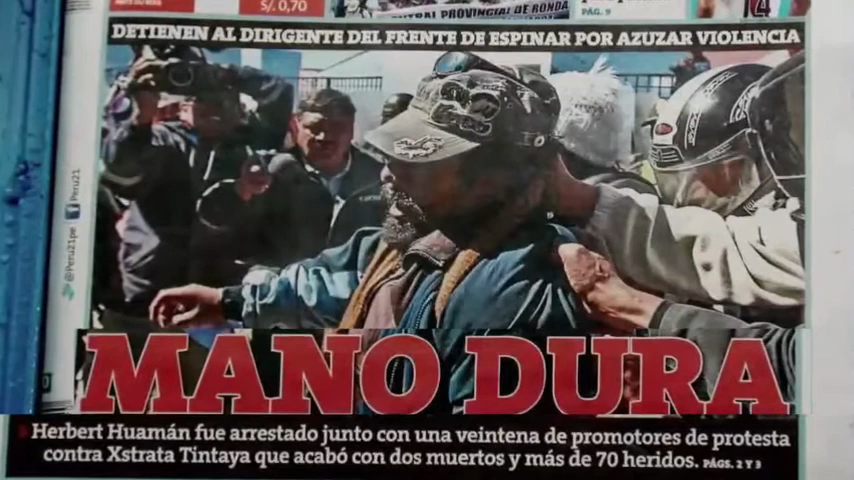 S/. 0,70
TRAL PROVINCIAL DE RONDA
PÁG. 9
DETIENEN AL DIRIGENTE DEL FRENTE DE ESPINAR POR AZUZAR VIOLENCIA
@Peru21pe Peru21
MANO DURA
Herbert Huamán fue arrestado junto con una veintena de promotores de protesta
contra Xstrata Tintaya que acabó con dos muertos y más de 70 heridos. PÁGS. 2 Y 3